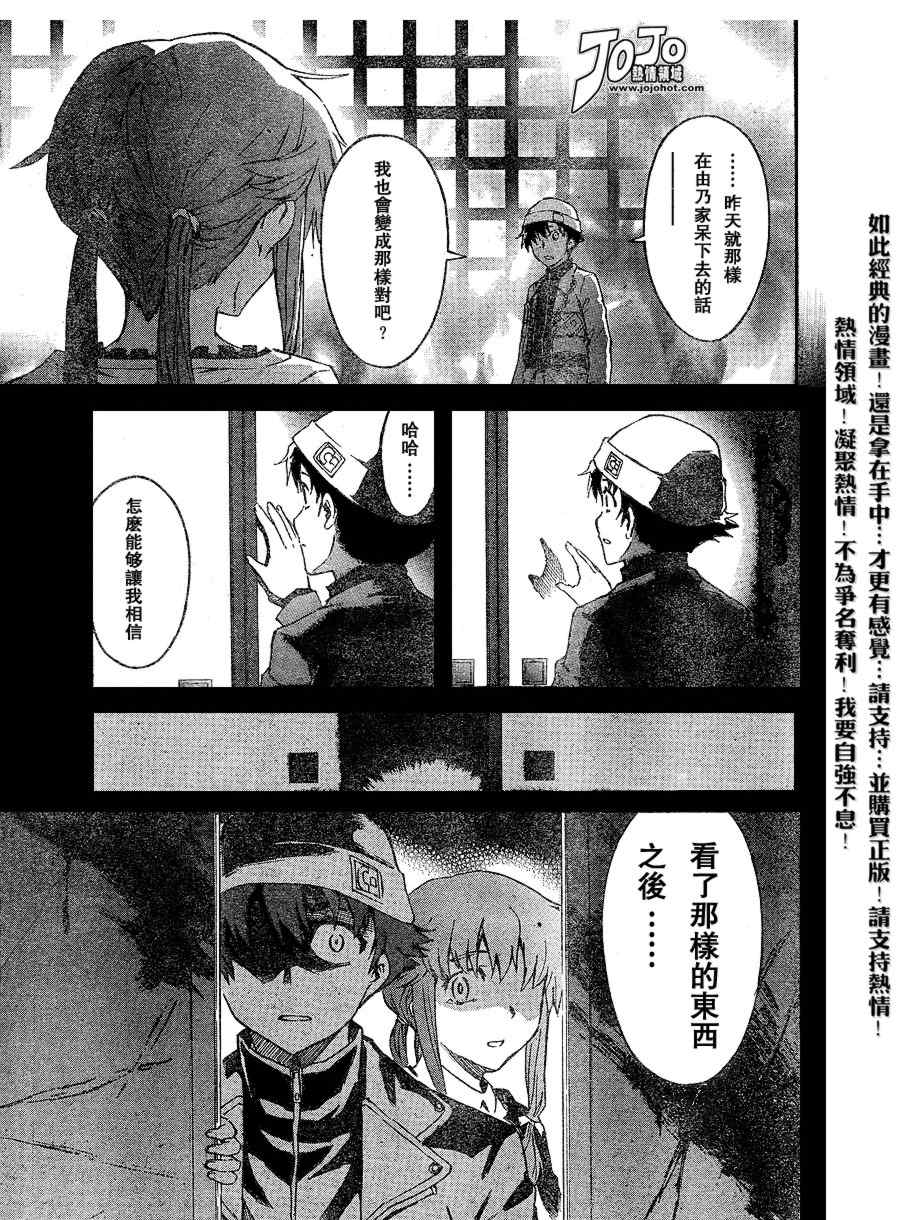 JOJO
熱情領域
www.jojohot.com
……昨天就那樣
在由乃家呆下去的話
——
我也會變成那樣對吧？
哈哈……
怎麽能够讓我相信
看了那樣的東西
之後……
如此經典的漫畫！還是拿在手中…才更有感覺…請支持…並購買正版！請支持熱情！
熱情領域！凝聚熱情！不為爭名奪利！我要自強不息！